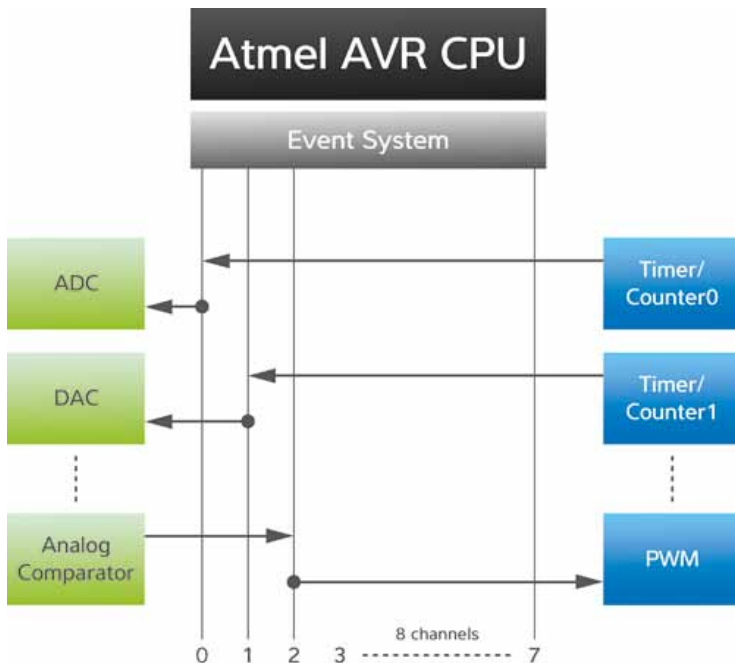 Atmel AVR CPU
Event System
ADC
Timer/
Counter0
DAC
Timer/
Counter1
Analog
Comparator
PWM
8 channels
0 1 2 3 7